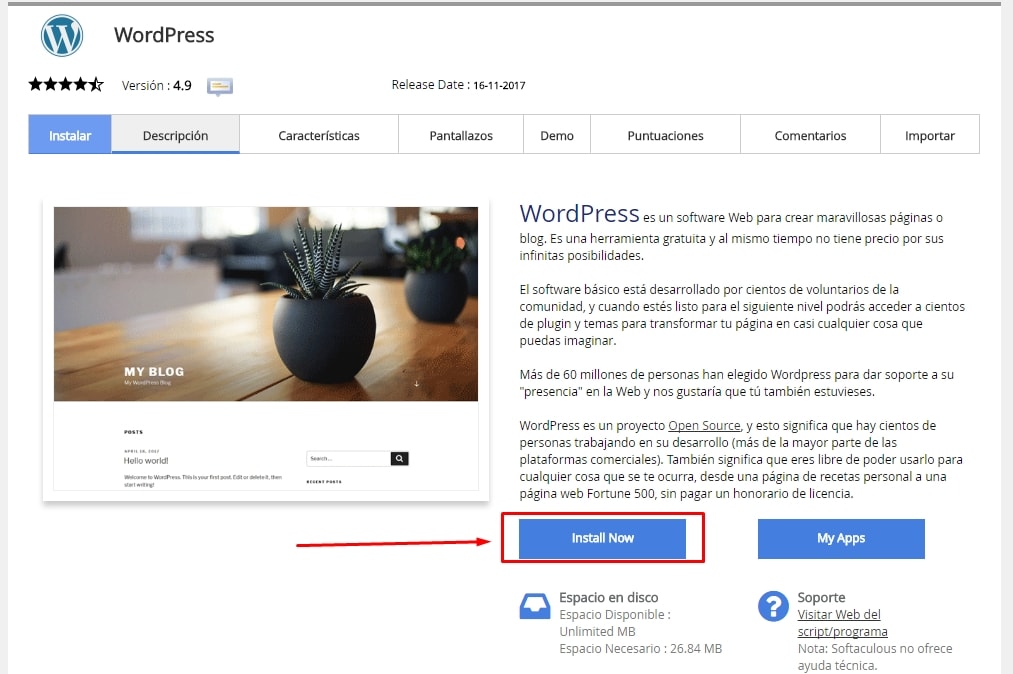 WordPress
Versión : 4.9
Release Date : 16-11-2017
Instalar
Descripción
Características
Pantallazos
Demo
Puntuaciones
Comentarios
Importar
MY BLOG
My WordPress Blog
POSTS
APRIL 18, 2017
Hello world!
Welcome to WordPress. This is your first post. Edit or delete it, then
start writing!
Search...
RECENT POSTS
WordPress es un software Web para crear maravillosas páginas o
blog. Es una herramienta gratuita y al mismo tiempo no tiene precio por sus
infinitas posibilidades.
El software básico está desarrollado por cientos de voluntarios de la
comunidad, y cuando estés listo para el siguiente nivel podrás acceder a cientos
de plugin y temas para transformar tu página en casi cualquier cosa que
puedas imaginar.
Más de 60 millones de personas han elegido Wordpress para dar soporte a su
"presencia" en la Web y nos gustaría que tú también estuvieses.
WordPress es un proyecto Open Source, y esto significa que hay cientos de
personas trabajando en su desarrollo (más de la mayor parte de las
plataformas comerciales). También significa que eres libre de poder usarlo para
cualquier cosa que se te ocurra, desde una página de recetas personal a una
página web Fortune 500, sin pagar un honorario de licencia.
Install Now
My Apps
Espacio en disco
Espacio Disponible :
Unlimited MB
Espacio Necesario : 26.84 MB
Soporte
Visitar Web del
script/programa
Nota: Softaculous no ofrece
ayuda técnica.